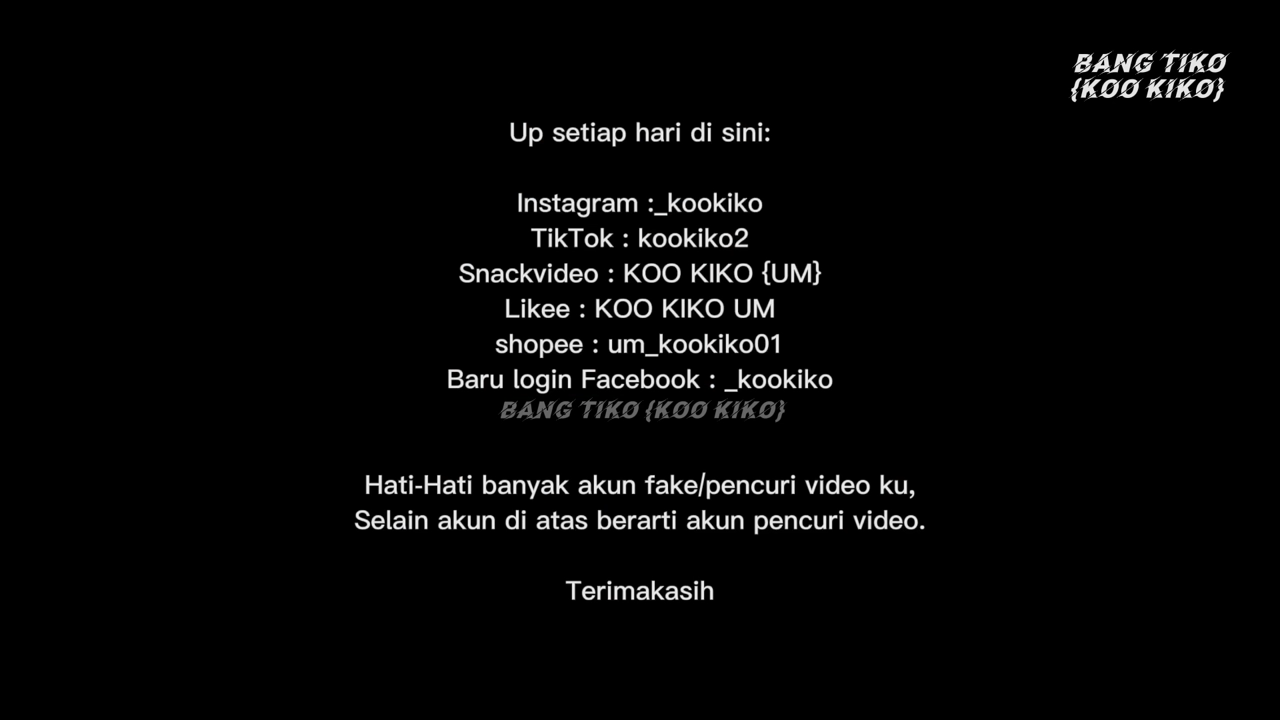 BANG TIKO
{KOO KIKO}
Up setiap hari di sini:
Instagram :_kookiko
TikTok : kookiko2
Snackvideo : KOO KIKO {UM}
Likee : KOO KIKO UM
shopee : um_kookiko01
Baru login Facebook : _kookiko
BANG TIKO {KOO KIKO}
Hati-Hati banyak akun fake/pencuri video ku,
Selain akun di atas berarti akun pencuri video.
Terimakasih